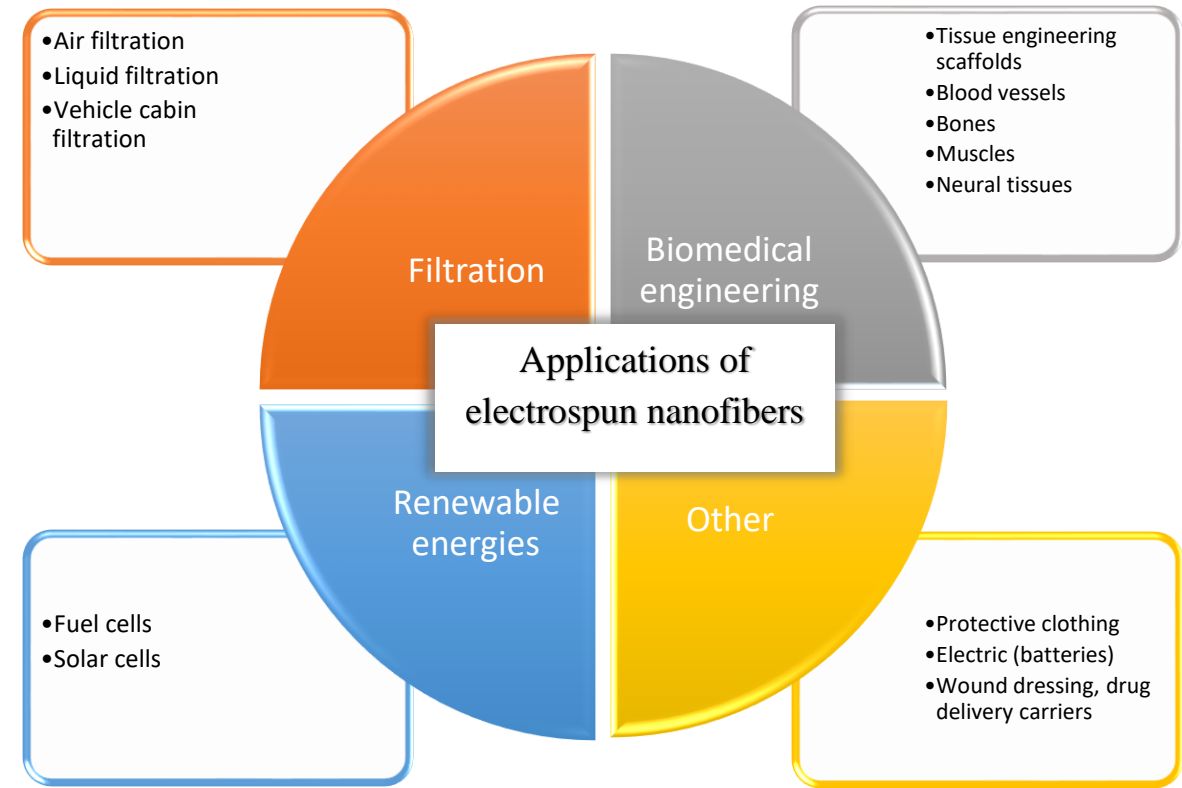 •Air filtration
•Liquid filtration
•Vehicle cabin
filtration
•Tissue engineering
scaffolds
•Blood vessels
•Bones
•Muscles
•Neural tissues
Filtration
Biomedical
engineering
Applications of
electrospun nanofibers
Renewable
energies
Other
•Fuel cells
•Solar cells
•Protective clothing
•Electric (batteries)
•Wound dressing, drug
delivery carriers